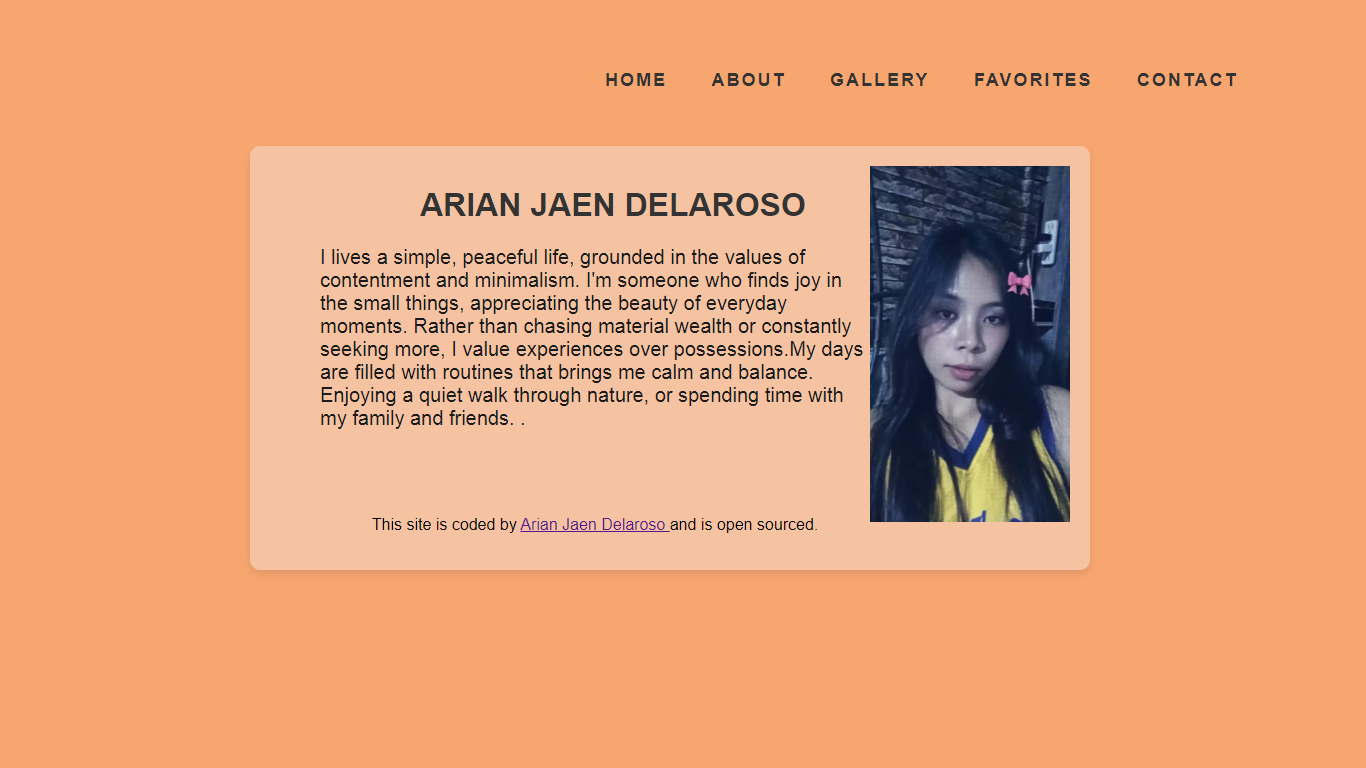 HOME ABOUT GALLERY FAVORITES CONTACT
ARIAN JAEN DELAROSO
I lives a simple, peaceful life, grounded in the values of
contentment and minimalism. I'm someone who finds joy in
the small things, appreciating the beauty of everyday
moments. Rather than chasing material wealth or constantly
seeking more, I value experiences over possessions.My days
are filled with routines that brings me calm and balance.
Enjoying a quiet walk through nature, or spending time with
my family and friends. .
This site is coded by Arian Jaen Delaroso and is open sourced.